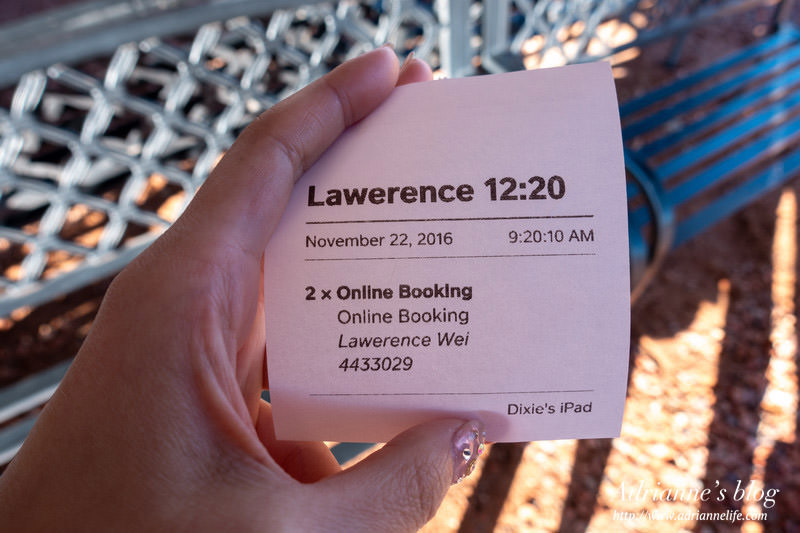 Lawerence 12:20
November 22, 2016 9:20:10 AM
2 × Online Booking
Online Booking
Lawerence Wei
4433029
Dixie's iPad
Adrianne's blog
http://www.adriannelife.com